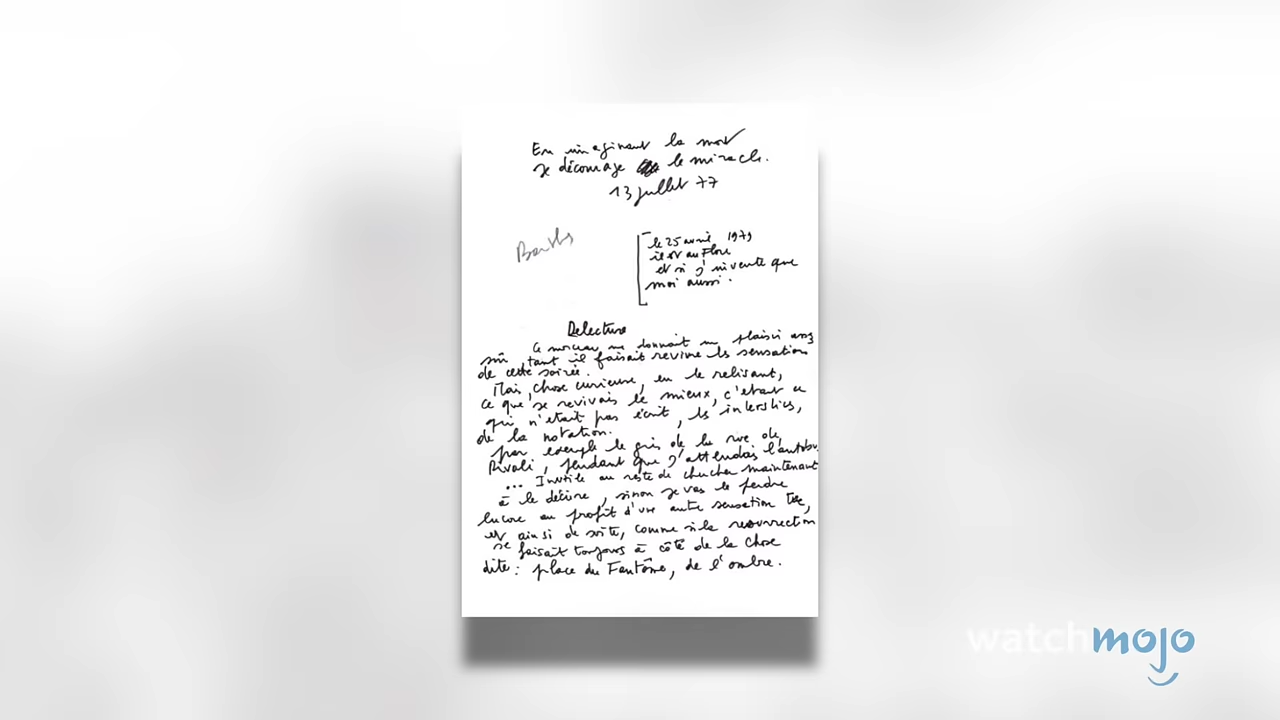 En imaginant la mort
je décourage le miracle.
13 juillet 77
Barthes
le 25 avril 1979
il est au Flore
et si j'invente que
moi aussi.
Relecture
Ce morceau me donnait un plaisir assez
sûr tant il faisait revivre les sensations
de cette soirée.
Mais, chose curieuse, en le relisant,
ce que je revivais le mieux, c'était ce
qui n'était pas écrit, les interstices,
de la notation.
par exemple le gris de la rue de
Rivoli, pendant que j'attendais l'autobus
... Inutile au reste de chercher maintenant
à le décrire, sinon je vais le perdre
encore au profit d'une autre sensation
et ainsi de suite, comme si la resurrection
se faisait toujours à côté de la chose
dite : place du Fantôme, de l'ombre.
watchmojo